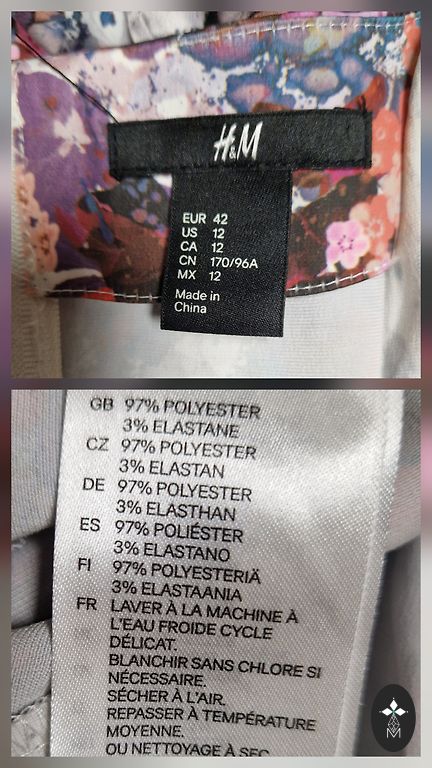 H&M
EUR 42
US 12
CA 12
CN 170/96A
MX 12
Made in
China
GB 97% POLYESTER
3% ELASTANE
CZ 97% POLYESTER
3% ELASTAN
DE 97% POLYESTER
3% ELASTHAN
ES 97% POLIÉSTER
3% ELASTANO
FI 97% POLYESTERIÄ
3% ELASTAANIA
FR LAVER À LA MACHINE À
L'EAU FROIDE CYCLE
DÉLICAT.
BLANCHIR SANS CHLORE SI
NÉCESSAIRE.
SÉCHER À L'AIR.
REPASSER À TEMPÉRATURE
MOYENNE.
OU NETTOYAGE À SEC